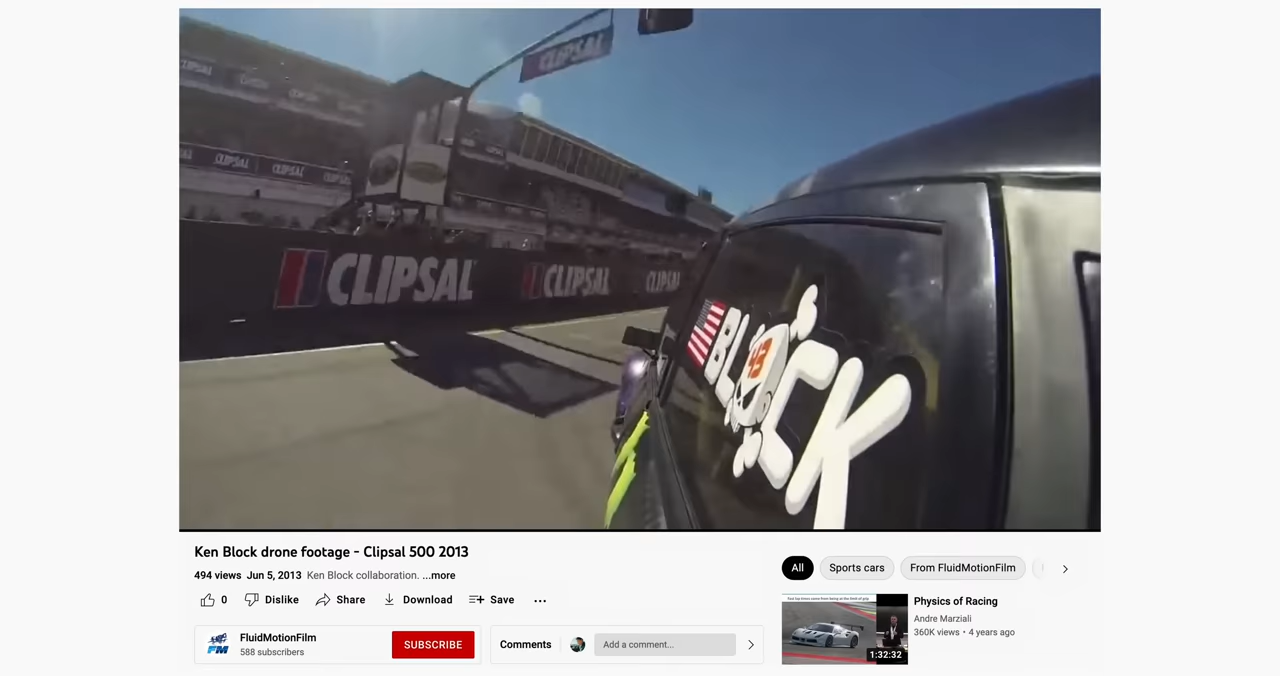 CLIPSAL
CLIPSAL
CLIPSAL
CLIPSAL
CLIPSAL
CLIPSAL
CLIPSAL
BLOCK
43
Ken Block drone footage - Clipsal 500 2013
494 views Jun 5, 2013 Ken Block collaboration. ...more
0 Dislike Share Download Save ...
FluidMotionFilm
588 subscribers
SUBSCRIBE
Comments
Add a comment...
All Sports cars From FluidMotionFilm
Physics of Racing
Andre Marziali
360K views • 4 years ago
1:32:32
FM